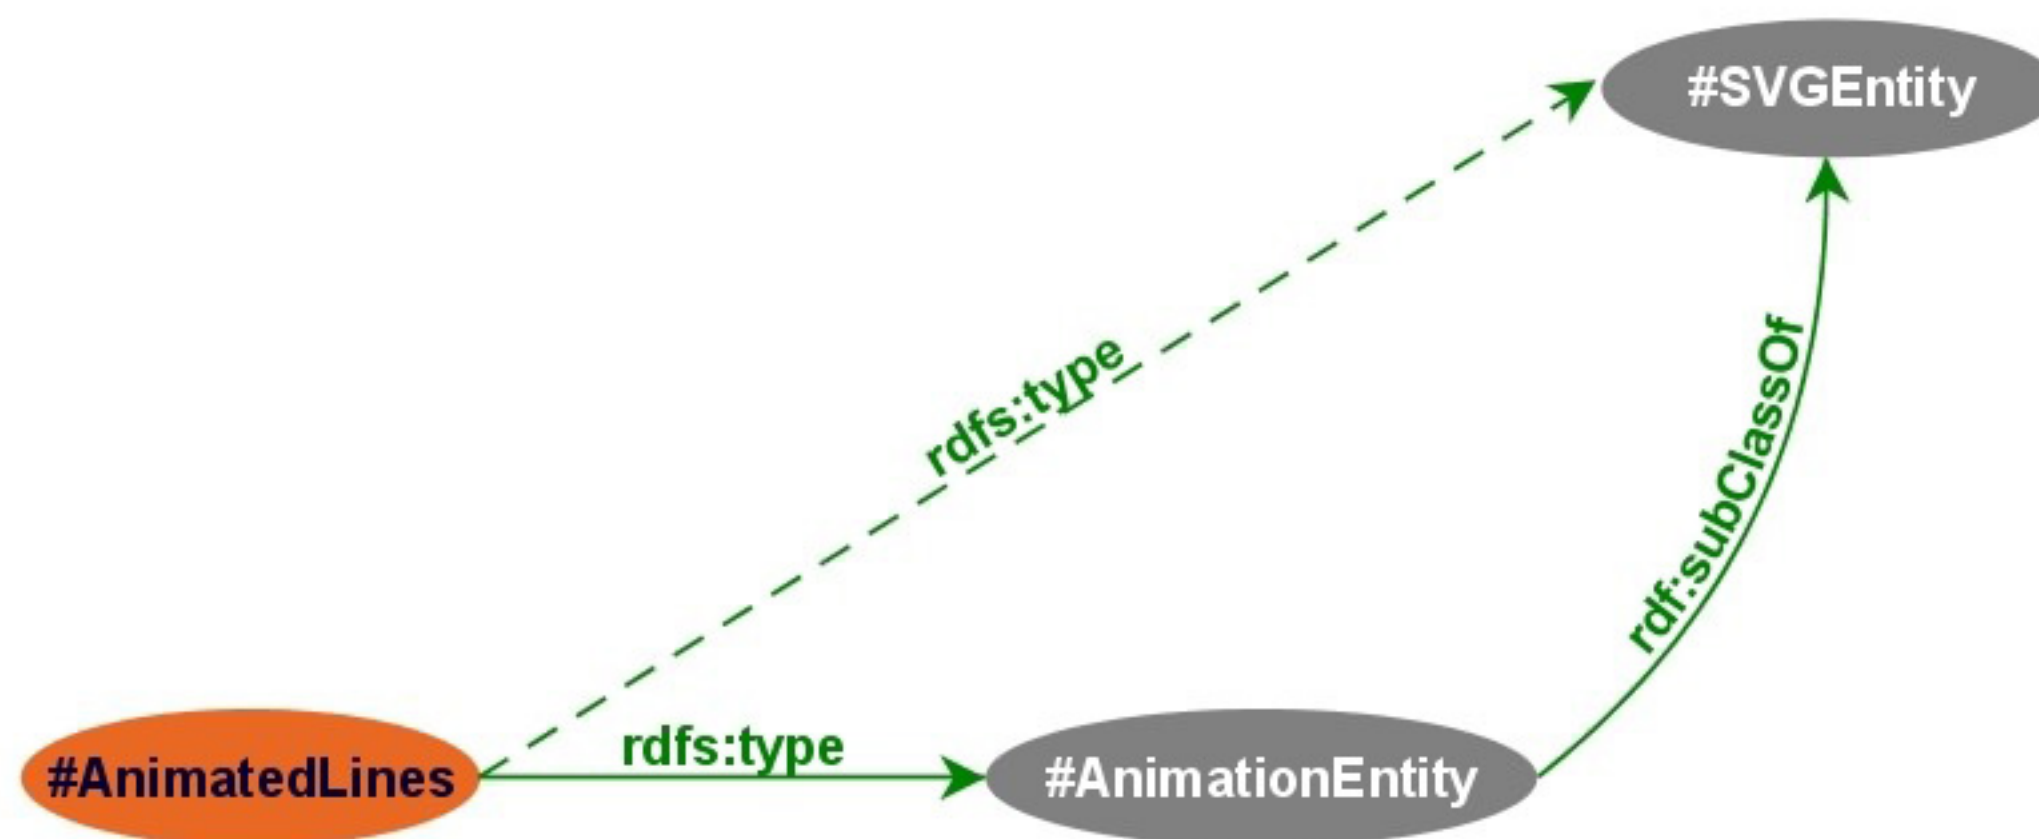 #SVGEntity
rdfs:type
rdf:subClassOf
#AnimatedLines
rdfs:type
#AnimationEntity